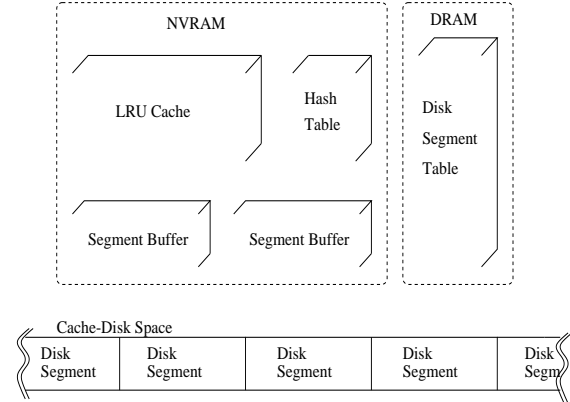 NVRAM
DRAM
LRU Cache
Hash
Table
Disk
Segment
Table
Segment Buffer
Segment Buffer
Cache-Disk Space
Disk
Segment
Disk
Segment
Disk
Segment
Disk
Segment
Disk
Segm